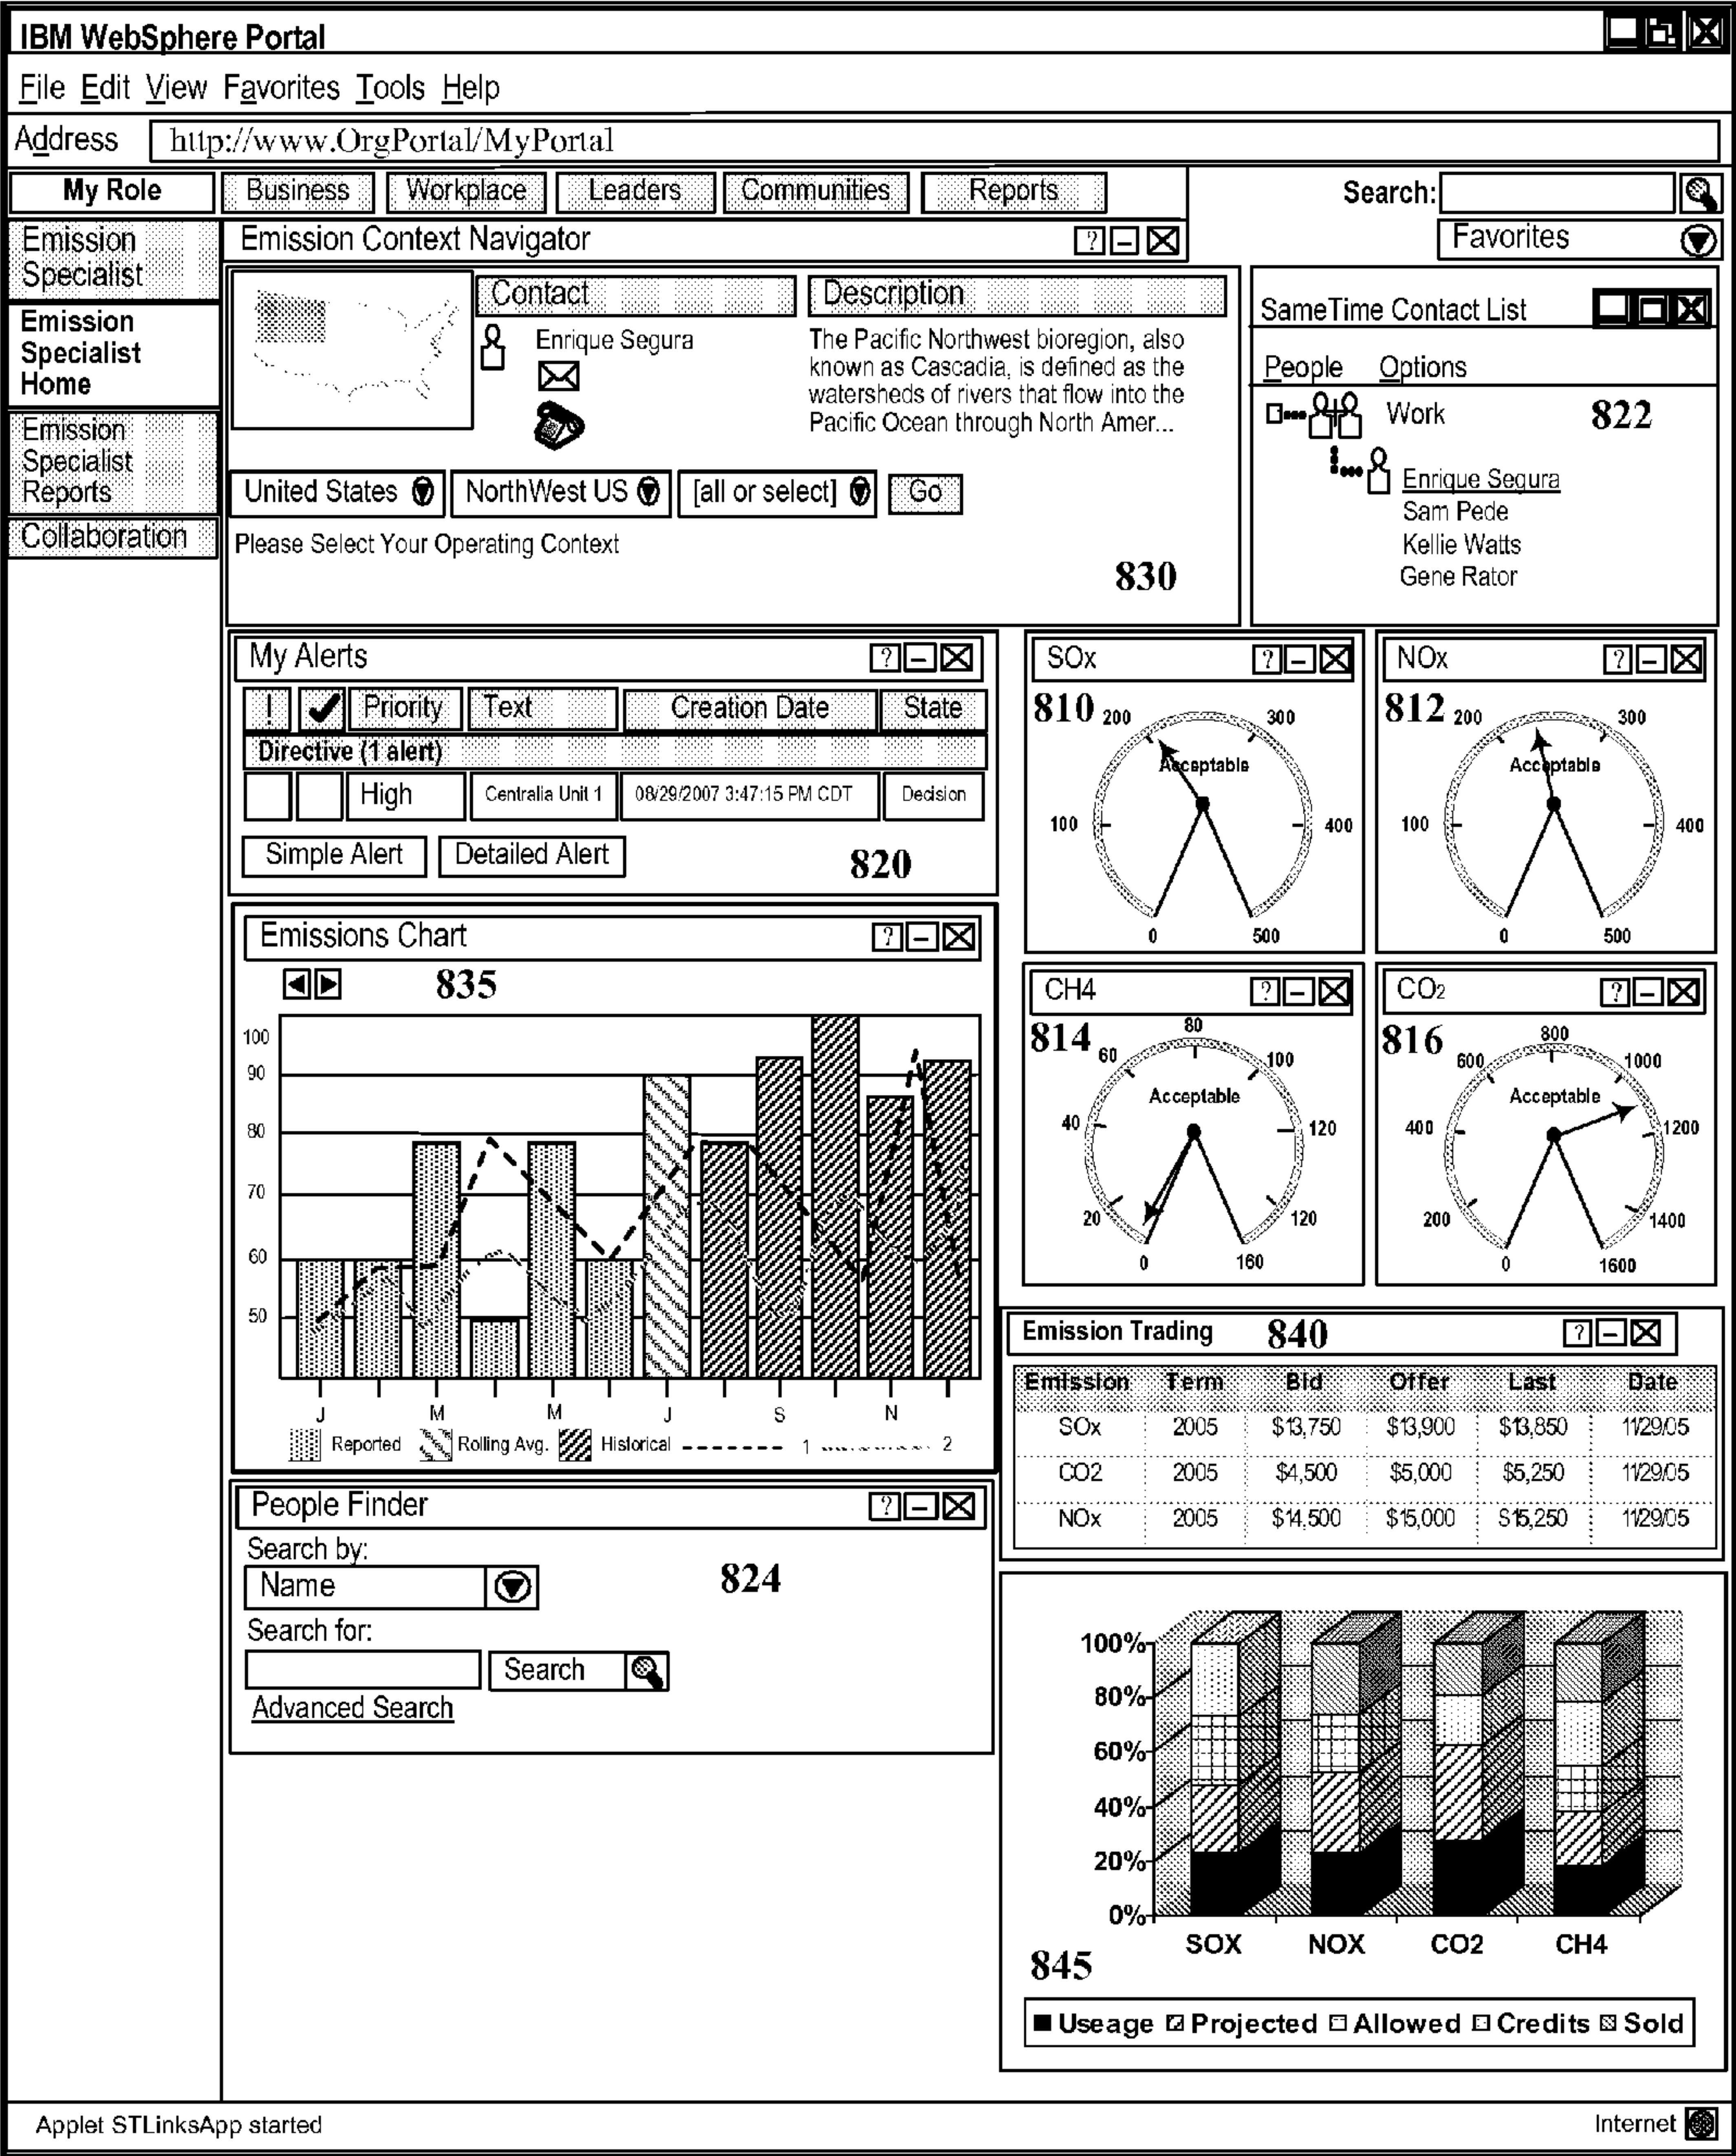 IBM WebSphere Portal
File Edit View Favorites Tools Help
Address http://www.OrgPortal/MyPortal
My Role Business Workplace Leaders Communities Reports Search:
Favorites
Emission
Specialist
Emission
Specialist
Home
Emission
Specialist
Reports
Collaboration
Emission Context Navigator ?
Contact Description
Enrique Segura
The Pacific Northwest bioregion, also
known as Cascadia, is defined as the
watersheds of rivers that flow into the
Pacific Ocean through North Amer...
United States NorthWest US [all or select] Go
Please Select Your Operating Context
830
SameTime Contact List
People Options
Work 822
Enrique Segura
Sam Pede
Kellie Watts
Gene Rator
My Alerts ?
! Priority Text Creation Date State
Directive (1 alert)
High Centralia Unit 1 08/29/2007 3:47:15 PM CDT Decision
Simple Alert Detailed Alert 820
SOx ?
810 200 300
Acceptable
100 400
0 500
NOx ?
812 200 300
Acceptable
100 400
0 500
Emissions Chart ?
835
100
90
80
70
60
50
J M M J S N
Reported Rolling Avg. Historical 1 2
CH4 ?
814 60 80 100
Acceptable
40 120
20 120
0 160
CO2 ?
816 600 800 1000
Acceptable
400 1200
200 1400
0 1600
Emission Trading 840 ?
Emission Term Bid Offer Last Date
SOx 2005 $13,750 $13,900 $13,850 11/29/05
CO2 2005 $4,500 $5,000 $5,250 11/29/05
NOx 2005 $14,500 $15,000 $15,250 11/29/05
People Finder ?
Search by:
Name 824
Search for:
Search
Advanced Search
100%
80%
60%
40%
20%
0%
SOX NOX CO2 CH4
845
Useage Projected Allowed Credits Sold
Applet STLinksApp started Internet